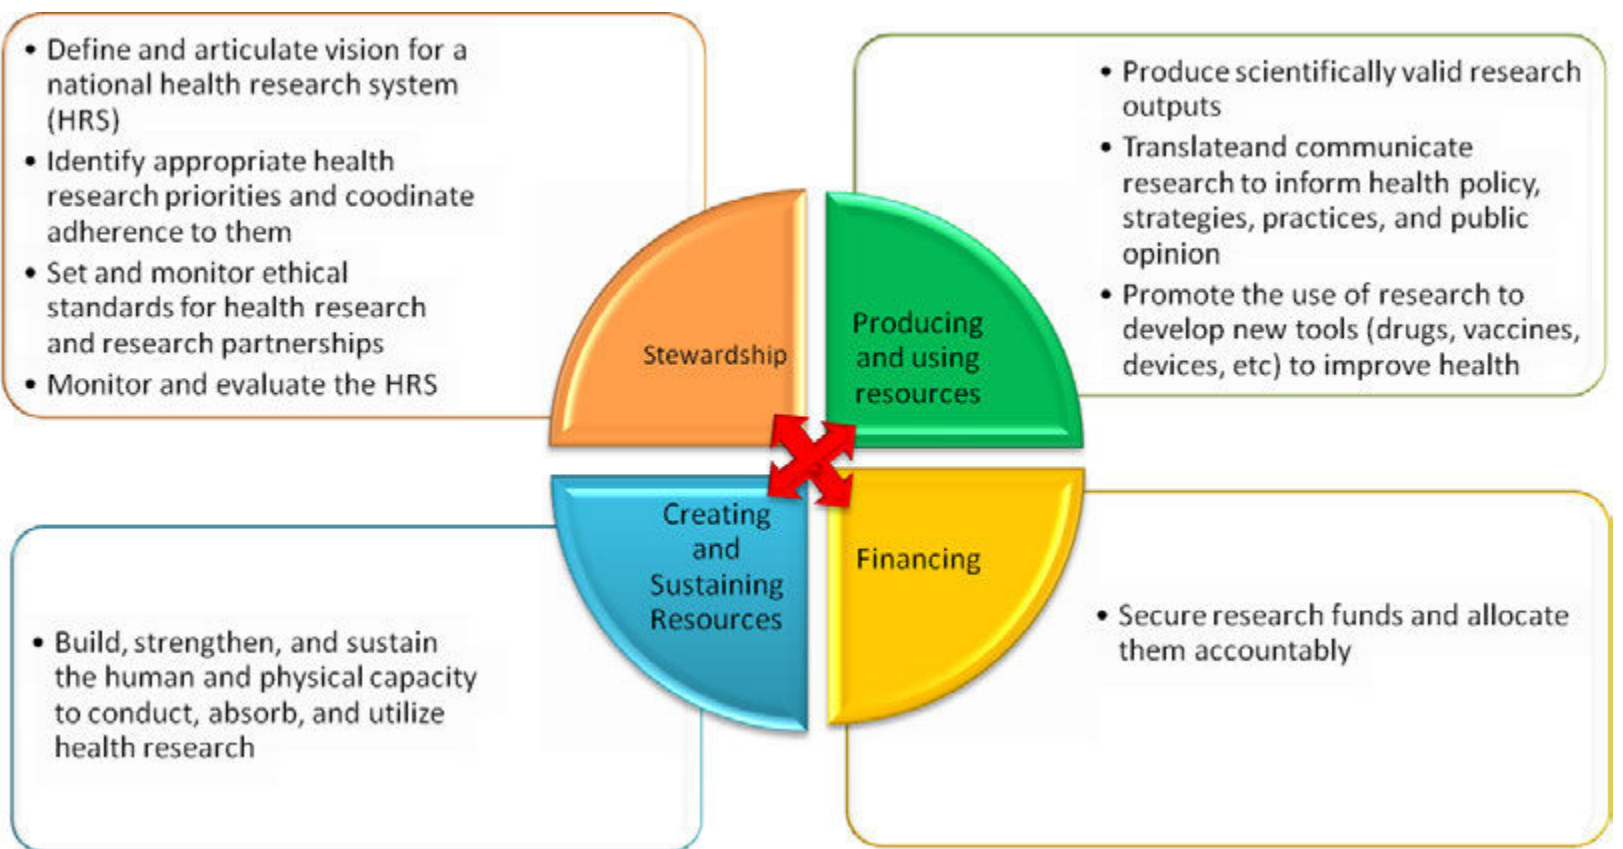 • Define and articulate vision for a
national health research system
(HRS)
• Identify appropriate health
research priorities and coodinate
adherence to them
• Set and monitor ethical
standards for health research
and research partnerships
• Monitor and evaluate the HRS
• Produce scientifically valid research
outputs
• Translateand communicate
research to inform health policy,
strategies, practices, and public
opinion
• Promote the use of research to
develop new tools (drugs, vaccines,
devices, etc) to improve health
Stewardship
Producing
and using
resources
Creating
and
Sustaining
Resources
Financing
• Build, strengthen, and sustain
the human and physical capacity
to conduct, absorb, and utilize
health research
• Secure research funds and allocate
them accountably